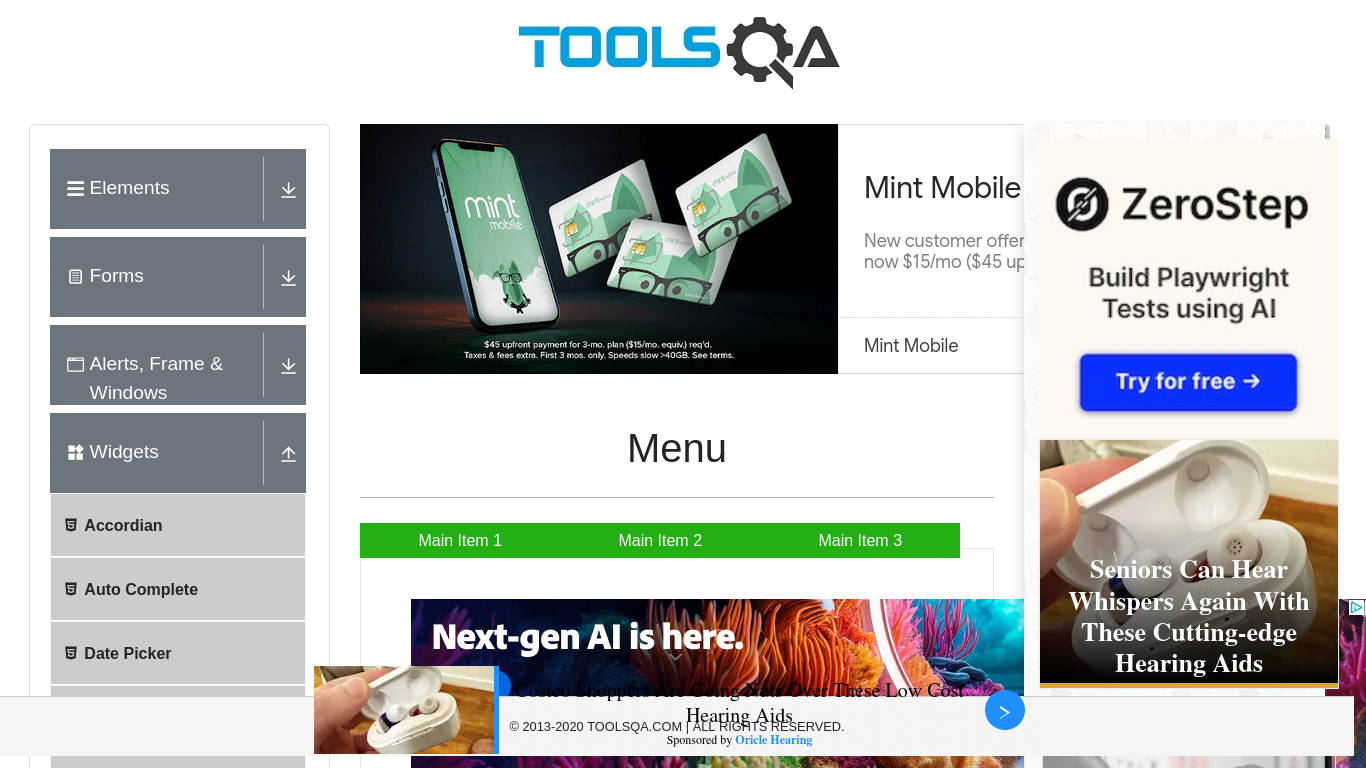 TOOLSQA
Elements
Forms
Alerts, Frame &
Windows
Widgets
Accordian
Auto Complete
Date Picker
mint
mobile
$45 upfront payment for 3-mo. plan ($15/mo. equiv.) req'd.
Taxes & fees extra. First 3 mos. only. Speeds slow >40GB. See terms.
Mint Mobile
New customer offer
now $15/mo ($45 up
Mint Mobile
Menu
Main Item 1
Main Item 2
Main Item 3
Next-gen AI is here.
ZeroStep
Build Playwright
Tests using AI
Try for free →
Seniors Can Hear
Whispers Again With
These Cutting-edge
Hearing Aids
Costco Shoppers Are Going Nuts Over These Low Cost
Hearing Aids
© 2013-2020 TOOLSQA.COM | ALL RIGHTS RESERVED.
Sponsored by Oricle Hearing